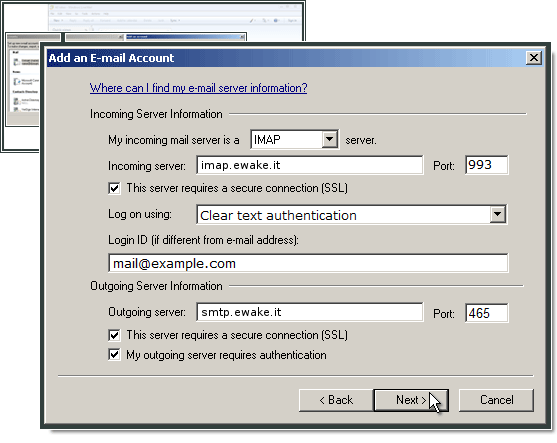 Add an E-mail Account
Where can I find my e-mail server information?
Incoming Server Information
My incoming mail server is a IMAP server.
Incoming server: imap.ewake.it Port: 993
This server requires a secure connection (SSL)
Log on using: Clear text authentication
Login ID (if different from e-mail address):
mail@example.com
Outgoing Server Information
Outgoing server: smtp.ewake.it Port: 465
This server requires a secure connection (SSL)
My outgoing server requires authentication
< Back Next > Cancel